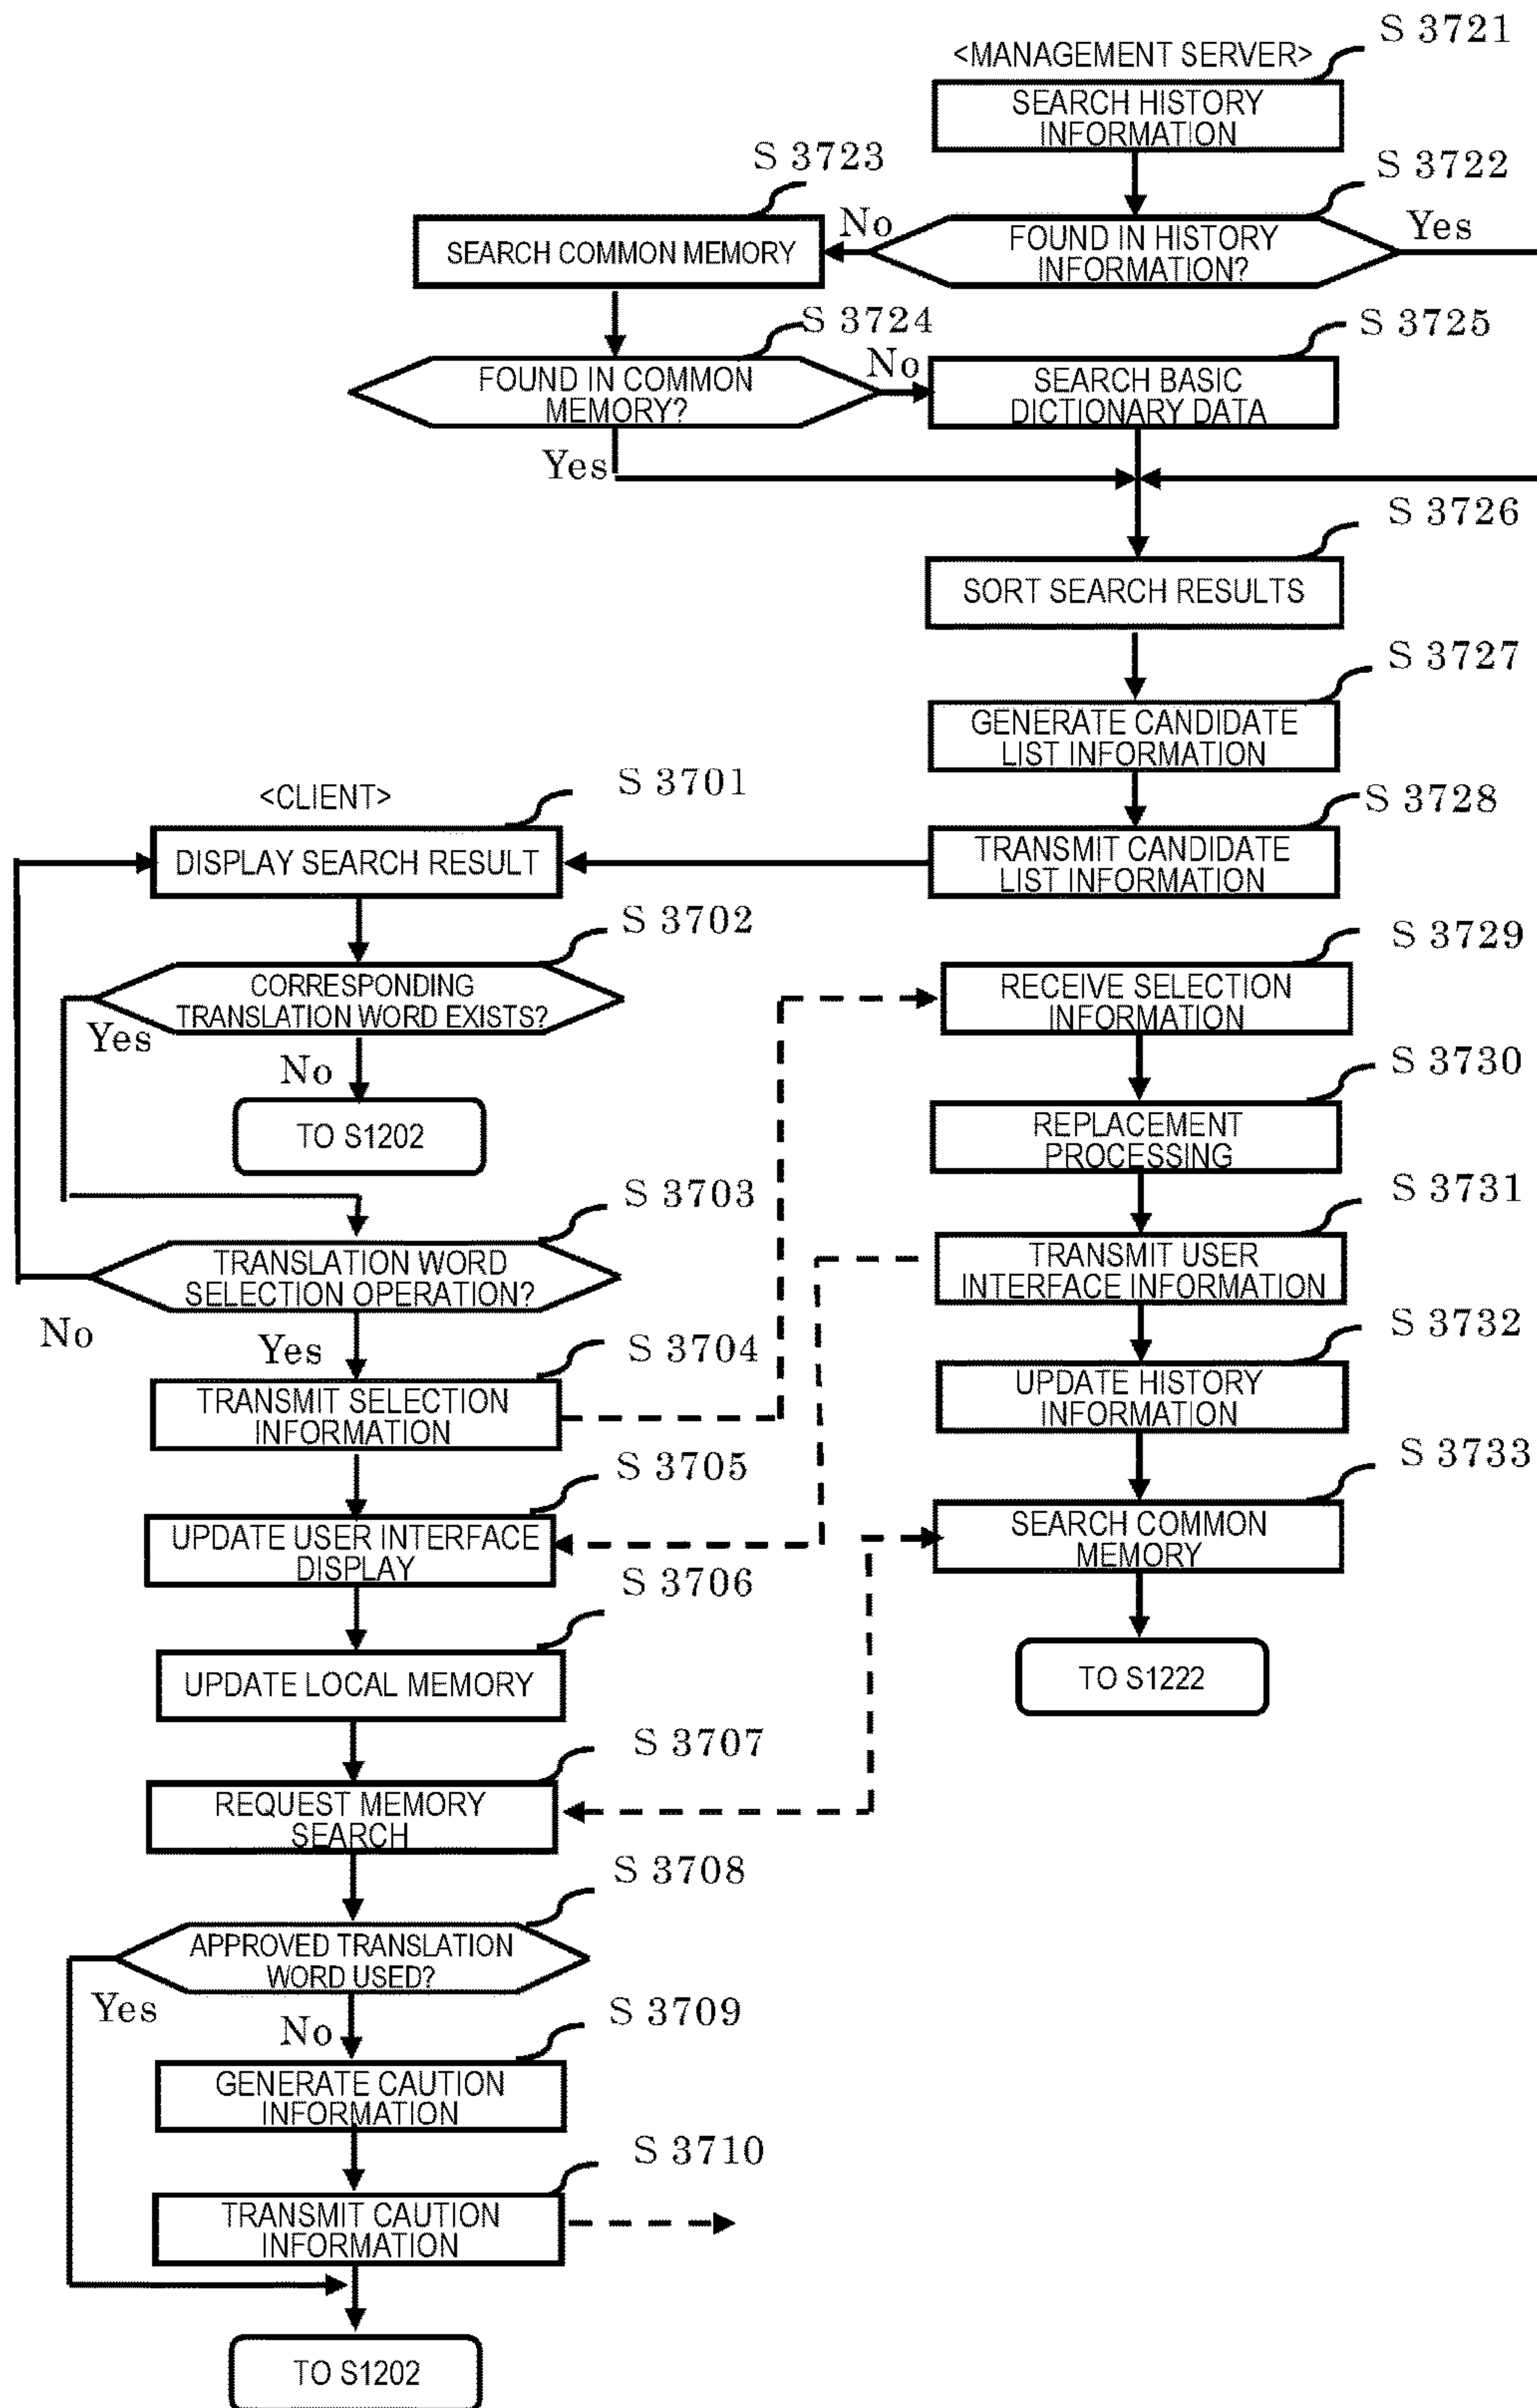 S 3721
<MANAGEMENT SERVER>
SEARCH HISTORY
INFORMATION
S 3723
S 3722
No
Yes
SEARCH COMMON MEMORY
FOUND IN HISTORY
INFORMATION?
S 3724
S 3725
No
FOUND IN COMMON
MEMORY?
SEARCH BASIC
DICTIONARY DATA
Yes
S 3726
SORT SEARCH RESULTS
S 3727
GENERATE CANDIDATE
LIST INFORMATION
<CLIENT>
S 3701
S 3728
DISPLAY SEARCH RESULT
TRANSMIT CANDIDATE
LIST INFORMATION
S 3702
S 3729
CORRESPONDING
TRANSLATION WORD EXISTS?
RECEIVE SELECTION
INFORMATION
Yes
No
S 3730
TO S1202
REPLACEMENT
PROCESSING
S 3703
S 3731
TRANSLATION WORD
SELECTION OPERATION?
TRANSMIT USER
INTERFACE INFORMATION
No
Yes
S 3704
S 3732
TRANSMIT SELECTION
INFORMATION
UPDATE HISTORY
INFORMATION
S 3705
S 3733
UPDATE USER INTERFACE
DISPLAY
SEARCH COMMON
MEMORY
S 3706
UPDATE LOCAL MEMORY
TO S1222
S 3707
REQUEST MEMORY
SEARCH
S 3708
APPROVED TRANSLATION
WORD USED?
Yes
No
S 3709
GENERATE CAUTION
INFORMATION
S 3710
TRANSMIT CAUTION
INFORMATION
TO S1202